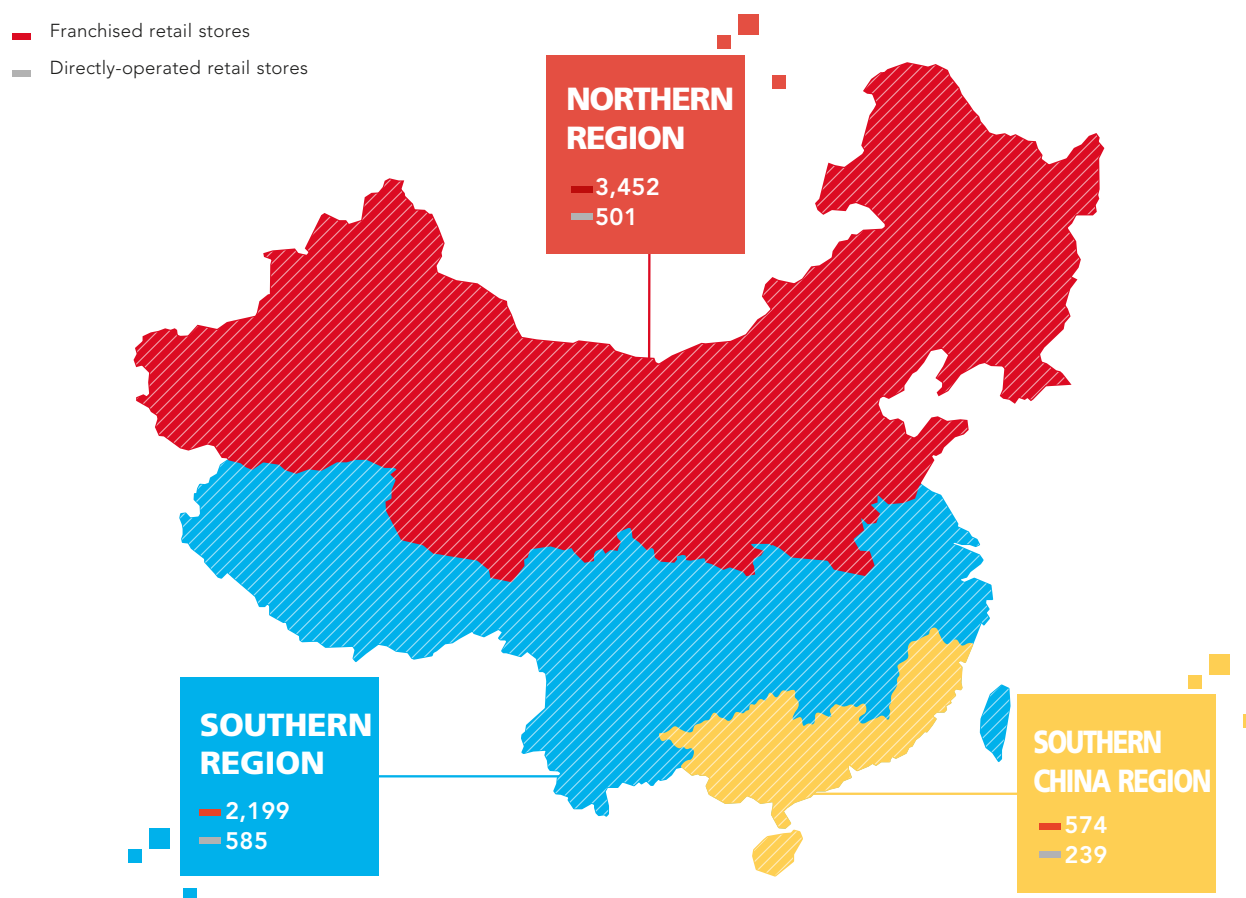 Franchised retail stores
Directly-operated retail stores
NORTHERN
REGION
3,452
501
SOUTHERN
REGION
2,199
585
SOUTHERN
CHINA REGION
574
239